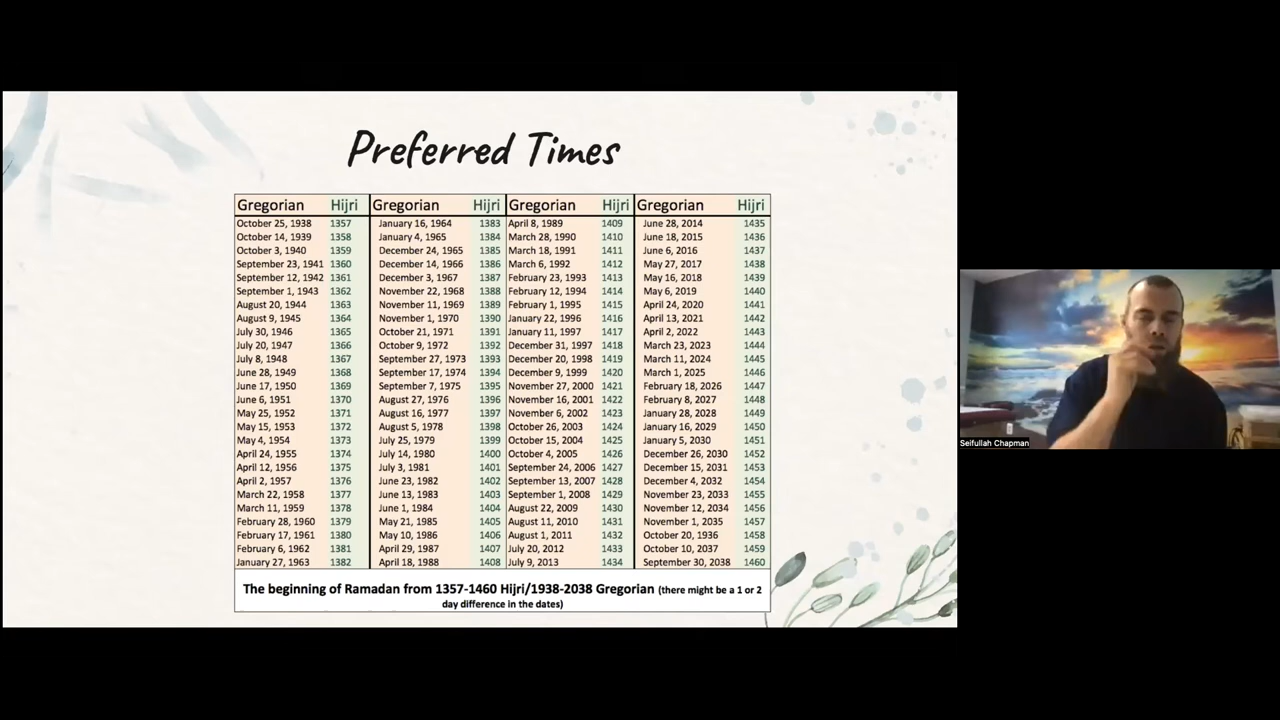 Preferred Times
Gregorian Hijri Gregorian Hijri Gregorian Hijri Gregorian Hijri
October 25, 1938 1357 January 16, 1964 1383 April 8, 1989 1409 June 28, 2014 1435
October 14, 1939 1358 January 4, 1965 1384 March 28, 1990 1410 June 18, 2015 1436
October 3, 1940 1359 December 24, 1965 1385 March 18, 1991 1411 June 6, 2016 1437
September 23, 1941 1360 December 14, 1966 1386 March 6, 1992 1412 May 27, 2017 1438
September 12, 1942 1361 December 3, 1967 1387 February 23, 1993 1413 May 16, 2018 1439
September 1, 1943 1362 November 22, 1968 1388 February 12, 1994 1414 May 6, 2019 1440
August 20, 1944 1363 November 11, 1969 1389 February 1, 1995 1415 April 24, 2020 1441
August 9, 1945 1364 November 1, 1970 1390 January 22, 1996 1416 April 13, 2021 1442
July 30, 1946 1365 October 21, 1971 1391 January 11, 1997 1417 April 2, 2022 1443
July 20, 1947 1366 October 9, 1972 1392 December 31, 1997 1418 March 23, 2023 1444
July 8, 1948 1367 September 27, 1973 1393 December 20, 1998 1419 March 11, 2024 1445
June 28, 1949 1368 September 17, 1974 1394 December 9, 1999 1420 March 1, 2025 1446
June 17, 1950 1369 September 7, 1975 1395 November 27, 2000 1421 February 18, 2026 1447
June 6, 1951 1370 August 27, 1976 1396 November 16, 2001 1422 February 8, 2027 1448
May 25, 1952 1371 August 16, 1977 1397 November 6, 2002 1423 January 28, 2028 1449
May 15, 1953 1372 August 5, 1978 1398 October 26, 2003 1424 January 16, 2029 1450
May 4, 1954 1373 July 25, 1979 1399 October 15, 2004 1425 January 5, 2030 1451
April 24, 1955 1374 July 14, 1980 1400 October 4, 2005 1426 December 26, 2030 1452
April 12, 1956 1375 July 3, 1981 1401 September 24, 2006 1427 December 15, 2031 1453
April 2, 1957 1376 June 23, 1982 1402 September 13, 2007 1428 December 4, 2032 1454
March 22, 1958 1377 June 13, 1983 1403 September 1, 2008 1429 November 23, 2033 1455
March 11, 1959 1378 June 1, 1984 1404 August 22, 2009 1430 November 12, 2034 1456
February 28, 1960 1379 May 21, 1985 1405 August 11, 2010 1431 November 1, 2035 1457
February 17, 1961 1380 May 10, 1986 1406 August 1, 2011 1432 October 20, 1936 1458
February 6, 1962 1381 April 29, 1987 1407 July 20, 2012 1433 October 10, 2037 1459
January 27, 1963 1382 April 18, 1988 1408 July 9, 2013 1434 September 30, 2038 1460
The beginning of Ramadan from 1357-1460 Hijri/1938-2038 Gregorian (there might be a 1 or 2
day difference in the dates)
Seifullah Chapman